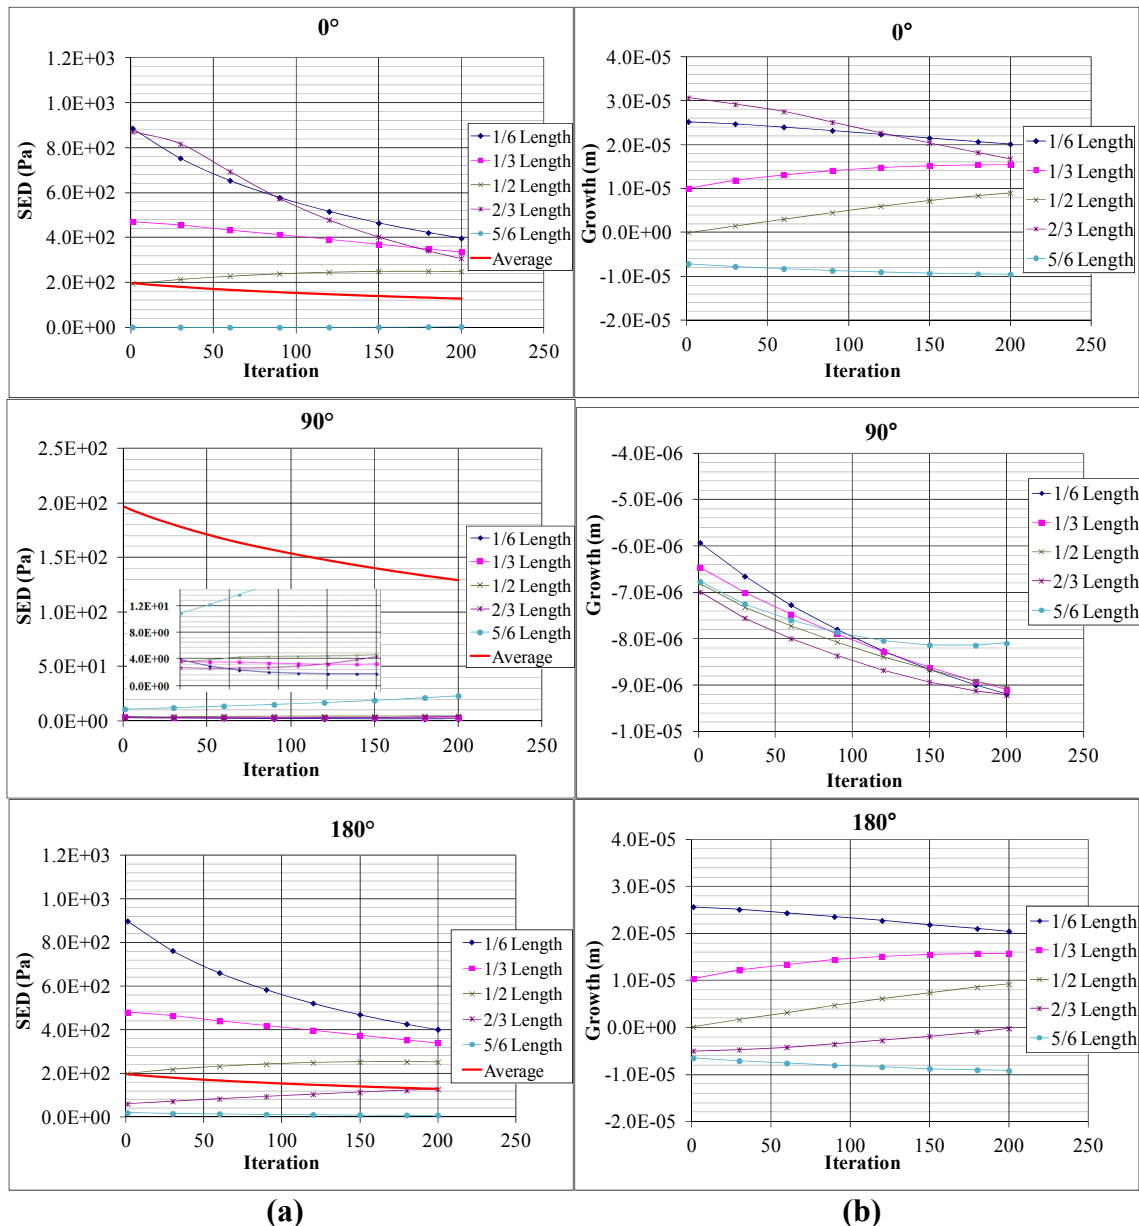 0°
1.2E+03
1.0E+03
8.0E+02
6.0E+02
4.0E+02
2.0E+02
0.0E+00
SED (Pa)
0
50
100
150
200
250
Iteration
1/6 Length
1/3 Length
1/2 Length
2/3 Length
5/6 Length
Average
0°
4.0E-05
3.0E-05
2.0E-05
1.0E-05
0.0E+00
-1.0E-05
-2.0E-05
Growth (m)
0
50
100
150
200
250
Iteration
1/6 Length
1/3 Length
1/2 Length
2/3 Length
5/6 Length
90°
2.5E+02
2.0E+02
1.5E+02
1.0E+02
5.0E+01
0.0E+00
SED (Pa)
1.2E+01
8.0E+00
4.0E+00
0.0E+00
0
50
100
150
200
250
Iteration
1/6 Length
1/3 Length
1/2 Length
2/3 Length
5/6 Length
Average
90°
-4.0E-06
-5.0E-06
-6.0E-06
-7.0E-06
-8.0E-06
-9.0E-06
-1.0E-05
Growth (m)
0
50
100
150
200
250
Iteration
1/6 Length
1/3 Length
1/2 Length
2/3 Length
5/6 Length
180°
1.2E+03
1.0E+03
8.0E+02
6.0E+02
4.0E+02
2.0E+02
0.0E+00
SED (Pa)
0
50
100
150
200
250
Iteration
1/6 Length
1/3 Length
1/2 Length
2/3 Length
5/6 Length
Average
180°
4.0E-05
3.0E-05
2.0E-05
1.0E-05
0.0E+00
-1.0E-05
-2.0E-05
Growth (m)
0
50
100
150
200
250
Iteration
1/6 Length
1/3 Length
1/2 Length
2/3 Length
5/6 Length
(a)
(b)